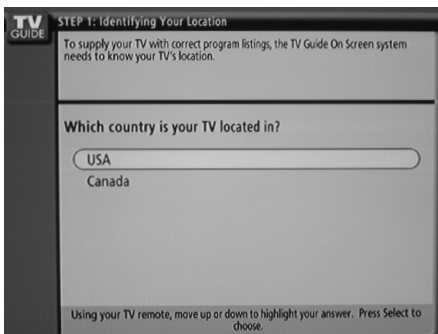 TV
GUIDE
STEP 1: Identifying Your Location
To supply your TV with correct program listings, the TV Guide On Screen system
needs to know your TV's location.
Which country is your TV located in?
USA
Canada
Using your TV remote, move up or down to highlight your answer. Press Select to
choose.